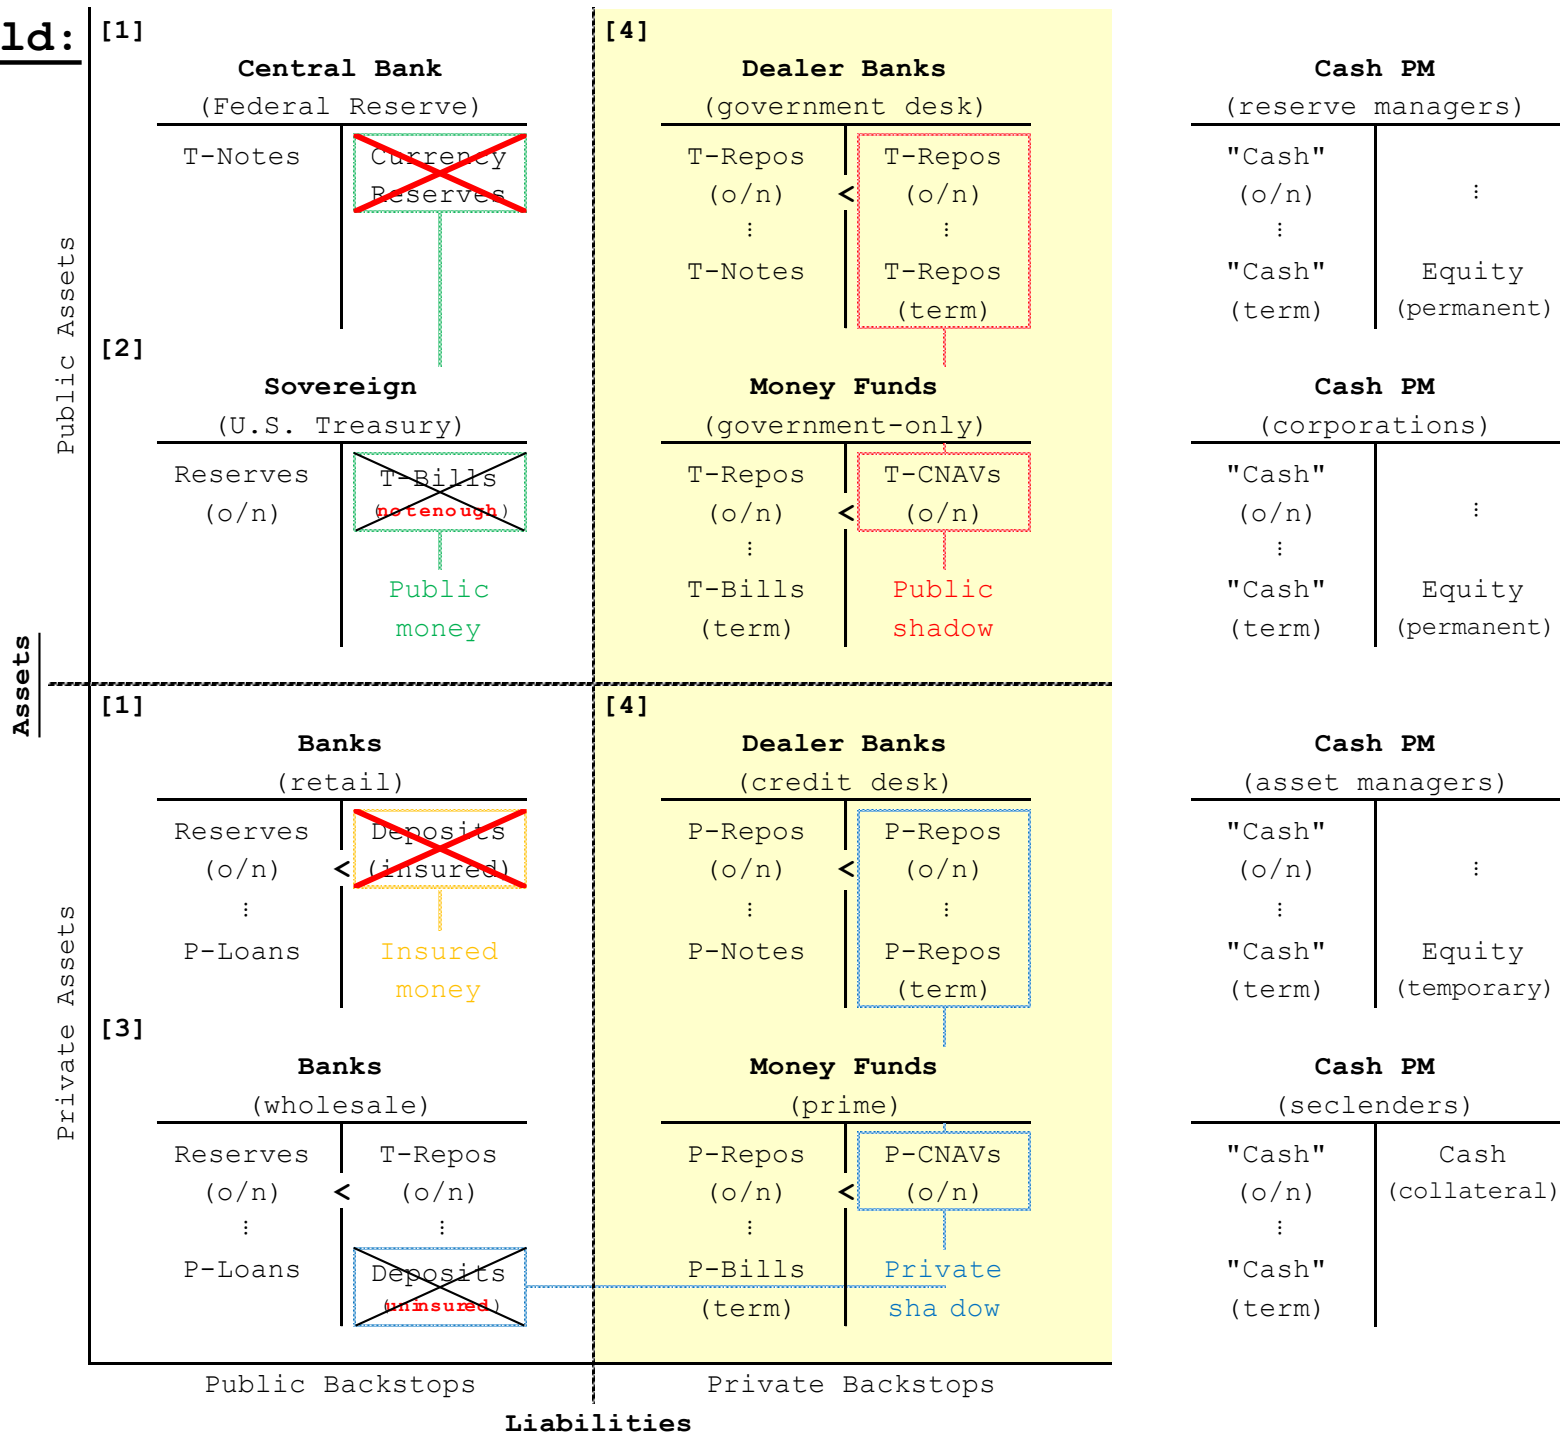 ld:
[1]
Central Bank
(Federal Reserve)
T-Notes
Currency
Reserves
[4]
Dealer Banks
(government desk)
T-Repos
(o/n)
⋮
T-Notes
<
T-Repos
(o/n)
⋮
T-Repos
(term)
Cash PM
(reserve managers)
"Cash"
(o/n)
⋮
"Cash"
(term)
⋮
Equity
(permanent)
Public Assets
[2]
Sovereign
(U.S. Treasury)
Reserves
(o/n)
T-Bills
(not enough)
Public
money
Money Funds
(government-only)
T-Repos
(o/n)
⋮
T-Bills
(term)
<
T-CNAVs
(o/n)
Public
shadow
Cash PM
(corporations)
"Cash"
(o/n)
⋮
"Cash"
(term)
⋮
Equity
(permanent)
Assets
[1]
Banks
(retail)
Reserves
(o/n)
⋮
P-Loans
<
Deposits
(insured)
Insured
money
[4]
Dealer Banks
(credit desk)
P-Repos
(o/n)
⋮
P-Notes
<
P-Repos
(o/n)
⋮
P-Repos
(term)
Cash PM
(asset managers)
"Cash"
(o/n)
⋮
"Cash"
(term)
⋮
Equity
(temporary)
Private Assets
[3]
Banks
(wholesale)
Reserves
(o/n)
⋮
P-Loans
<
T-Repos
(o/n)
⋮
Deposits
(uninsured)
Money Funds
(prime)
P-Repos
(o/n)
⋮
P-Bills
(term)
<
P-CNAVs
(o/n)
Private
sha dow
Cash PM
(seclenders)
"Cash"
(o/n)
⋮
"Cash"
(term)
Cash
(collateral)
Public Backstops
Private Backstops
Liabilities